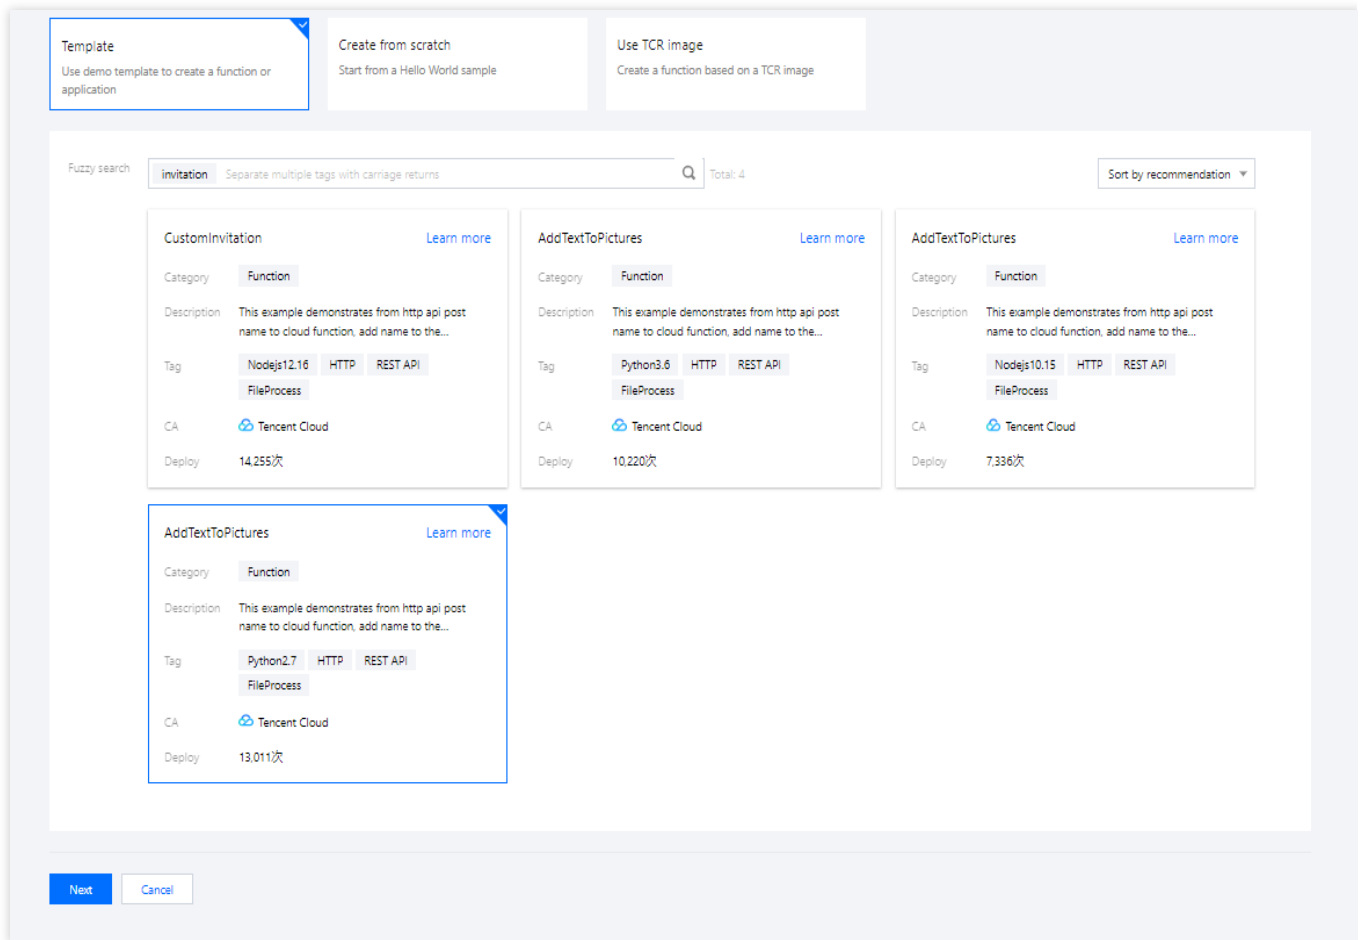 Template
Use demo template to create a function or
application
Create from scratch
Start from a Hello World sample
Use TCR image
Create a function based on a TCR image
Fuzzy search
invitation Separate multiple tags with carriage returns
Total: 4
Sort by recommendation
CustomInvitation Learn more
Category Function
Description This example demonstrates from http api post
name to cloud function, add name to the...
Tag Nodejs12.16 HTTP REST API
FileProcess
CA Tencent Cloud
Deploy 14,255次
AddTextToPictures Learn more
Category Function
Description This example demonstrates from http api post
name to cloud function, add name to the...
Tag Python3.6 HTTP REST API
FileProcess
CA Tencent Cloud
Deploy 10,220次
AddTextToPictures Learn more
Category Function
Description This example demonstrates from http api post
name to cloud function, add name to the...
Tag Nodejs10.15 HTTP REST API
FileProcess
CA Tencent Cloud
Deploy 7,336次
AddTextToPictures Learn more
Category Function
Description This example demonstrates from http api post
name to cloud function, add name to the...
Tag Python2.7 HTTP REST API
FileProcess
CA Tencent Cloud
Deploy 13,011次
Next Cancel